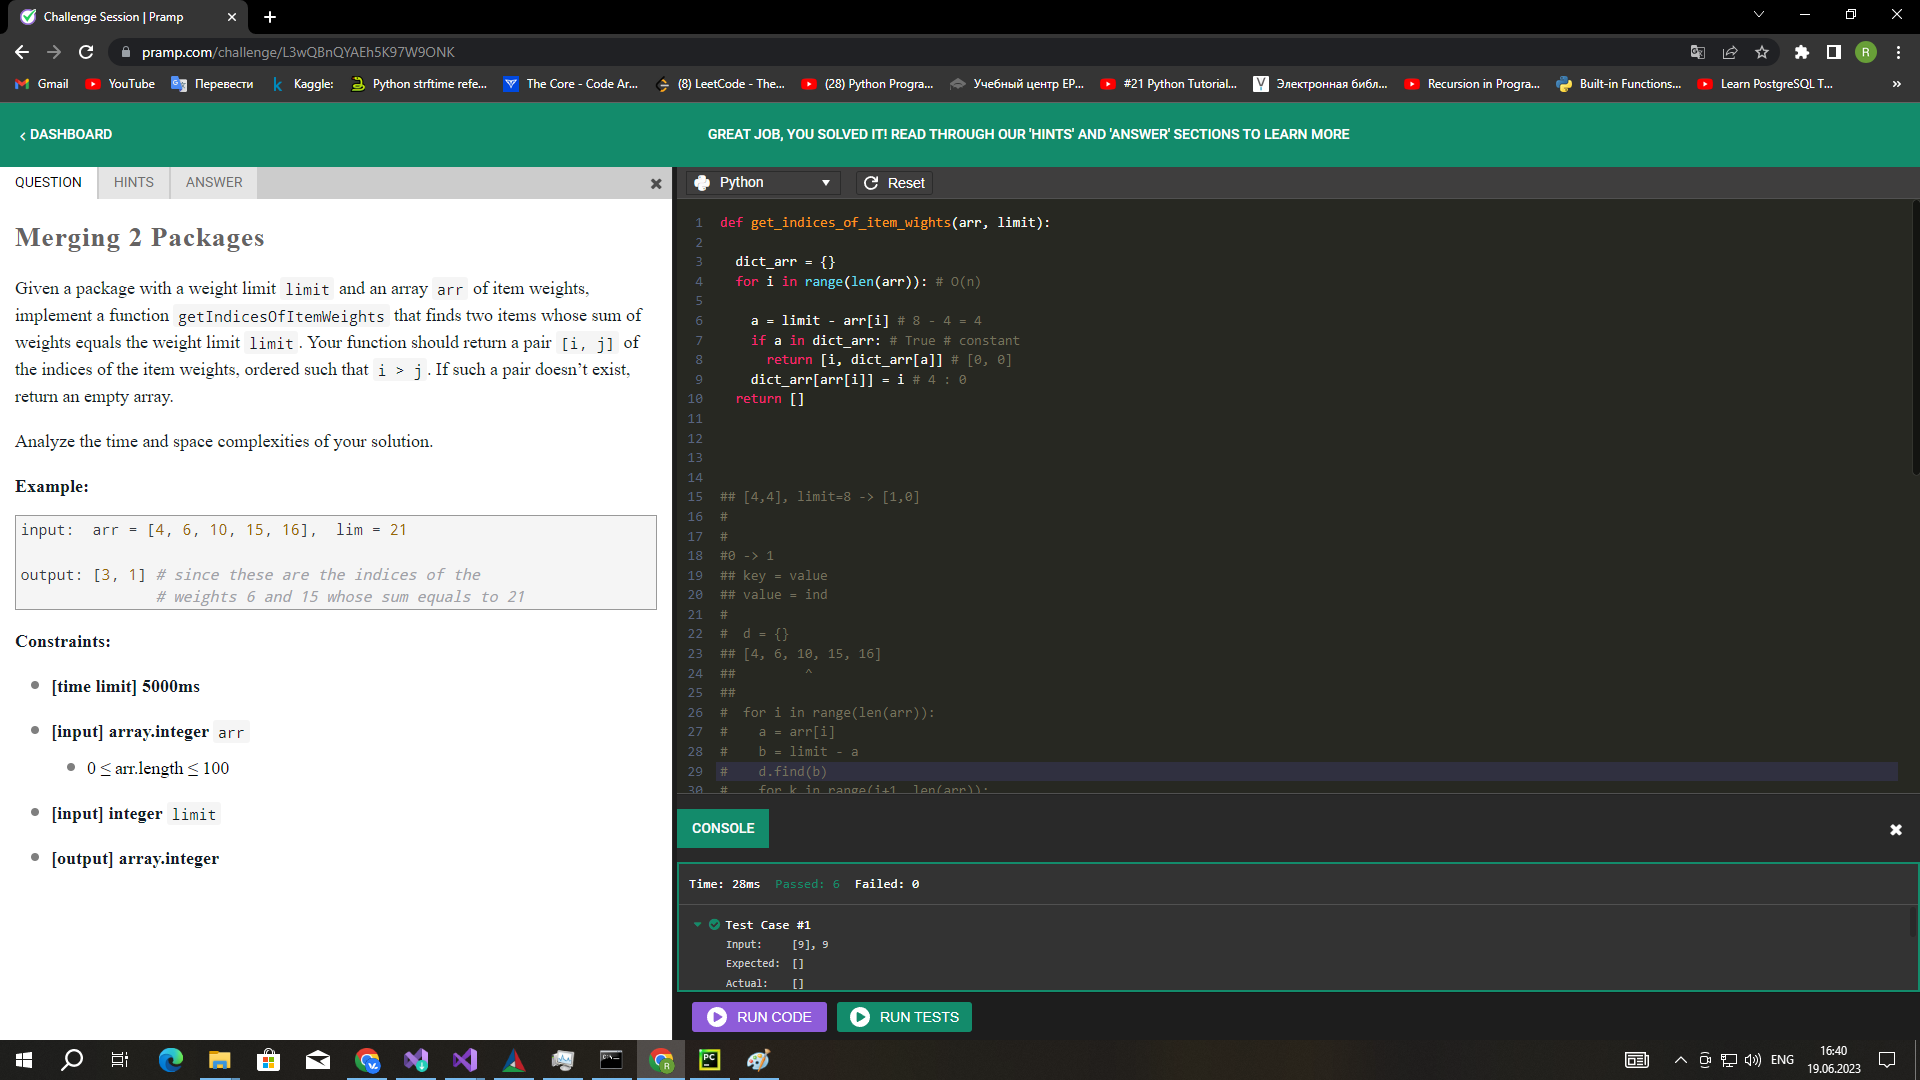 Challenge Session | Pramp
pramp.com/challenge/L3wQBnQYAEh5K97W9ONK
R
Gmail YouTube Перевести Kaggle: Python strftime refe... The Core - Code Ar... (8) LeetCode - The... (28) Python Progra... Учебный центр EP... #21 Python Tutorial... Электронная библ... Recursion in Progra... Built-in Functions... Learn PostgreSQL T... »
‹ DASHBOARD
GREAT JOB, YOU SOLVED IT! READ THROUGH OUR 'HINTS' AND 'ANSWER' SECTIONS TO LEARN MORE
QUESTION HINTS ANSWER
Merging 2 Packages
Given a package with a weight limit limit and an array arr of item weights,
implement a function getIndicesOfItemWeights that finds two items whose sum of
weights equals the weight limit limit. Your function should return a pair [i, j] of
the indices of the item weights, ordered such that i > j. If such a pair doesn’t exist,
return an empty array.
Analyze the time and space complexities of your solution.
Example:
input:  arr = [4, 6, 10, 15, 16],  lim = 21
output: [3, 1] # since these are the indices of the
# weights 6 and 15 whose sum equals to 21
Constraints:
[time limit] 5000ms
[input] array.integer arr
0 ≤ arr.length ≤ 100
[input] integer limit
[output] array.integer
Python Reset
1 def get_indices_of_item_wights(arr, limit):
2
3 dict_arr = {}
4 for i in range(len(arr)): # O(n)
5
6 a = limit - arr[i] # 8 - 4 = 4
7 if a in dict_arr: # True # constant
8 return [i, dict_arr[a]] # [0, 0]
9 dict_arr[arr[i]] = i # 4 : 0
10 return []
11
12
13
14
15 ## [4,4], limit=8 -> [1,0]
16 #
17 #
18 #0 -> 1
19 ## key = value
20 ## value = ind
21 #
22 # d = {}
23 ## [4, 6, 10, 15, 16]
24 ## ^
25 ##
26 # for i in range(len(arr)):
27 # a = arr[i]
28 # b = limit - a
29 # d.find(b)
30 # for k in range(i+1, len(arr)):
CONSOLE
Time: 28ms Passed: 6 Failed: 0
Test Case #1
Input: [9], 9
Expected: []
Actual: []
RUN CODE RUN TESTS
ENG
16:40
19.06.2023